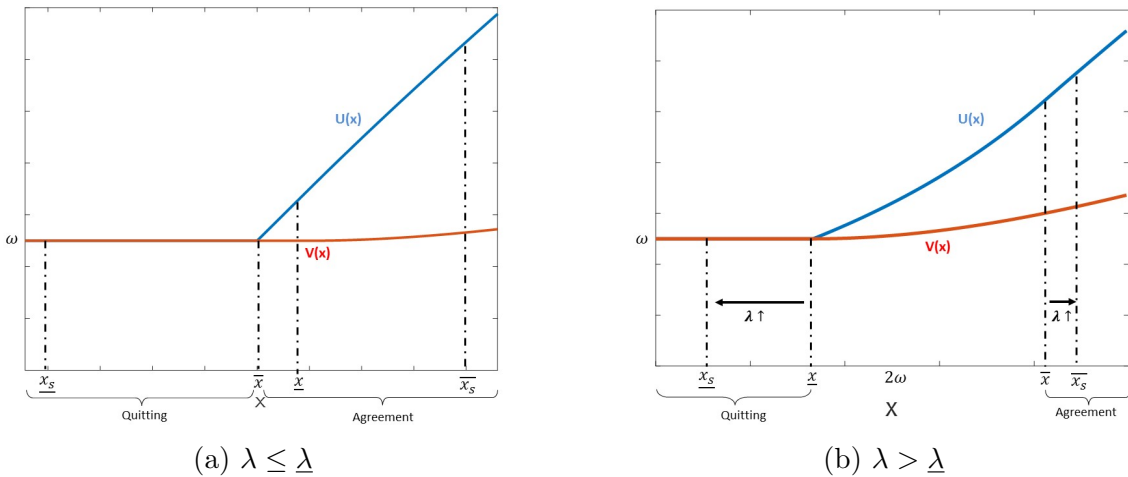 U(x)
ω
V(x)
x_s x̅ x̲ x̅_s
X
Quitting Agreement
(a) λ ≤ λ̲
U(x)
ω
V(x)
λ ↑ λ ↑
x_s x̲ 2ω x̅ x̅_s
Quitting X Agreement
(b) λ > λ̲